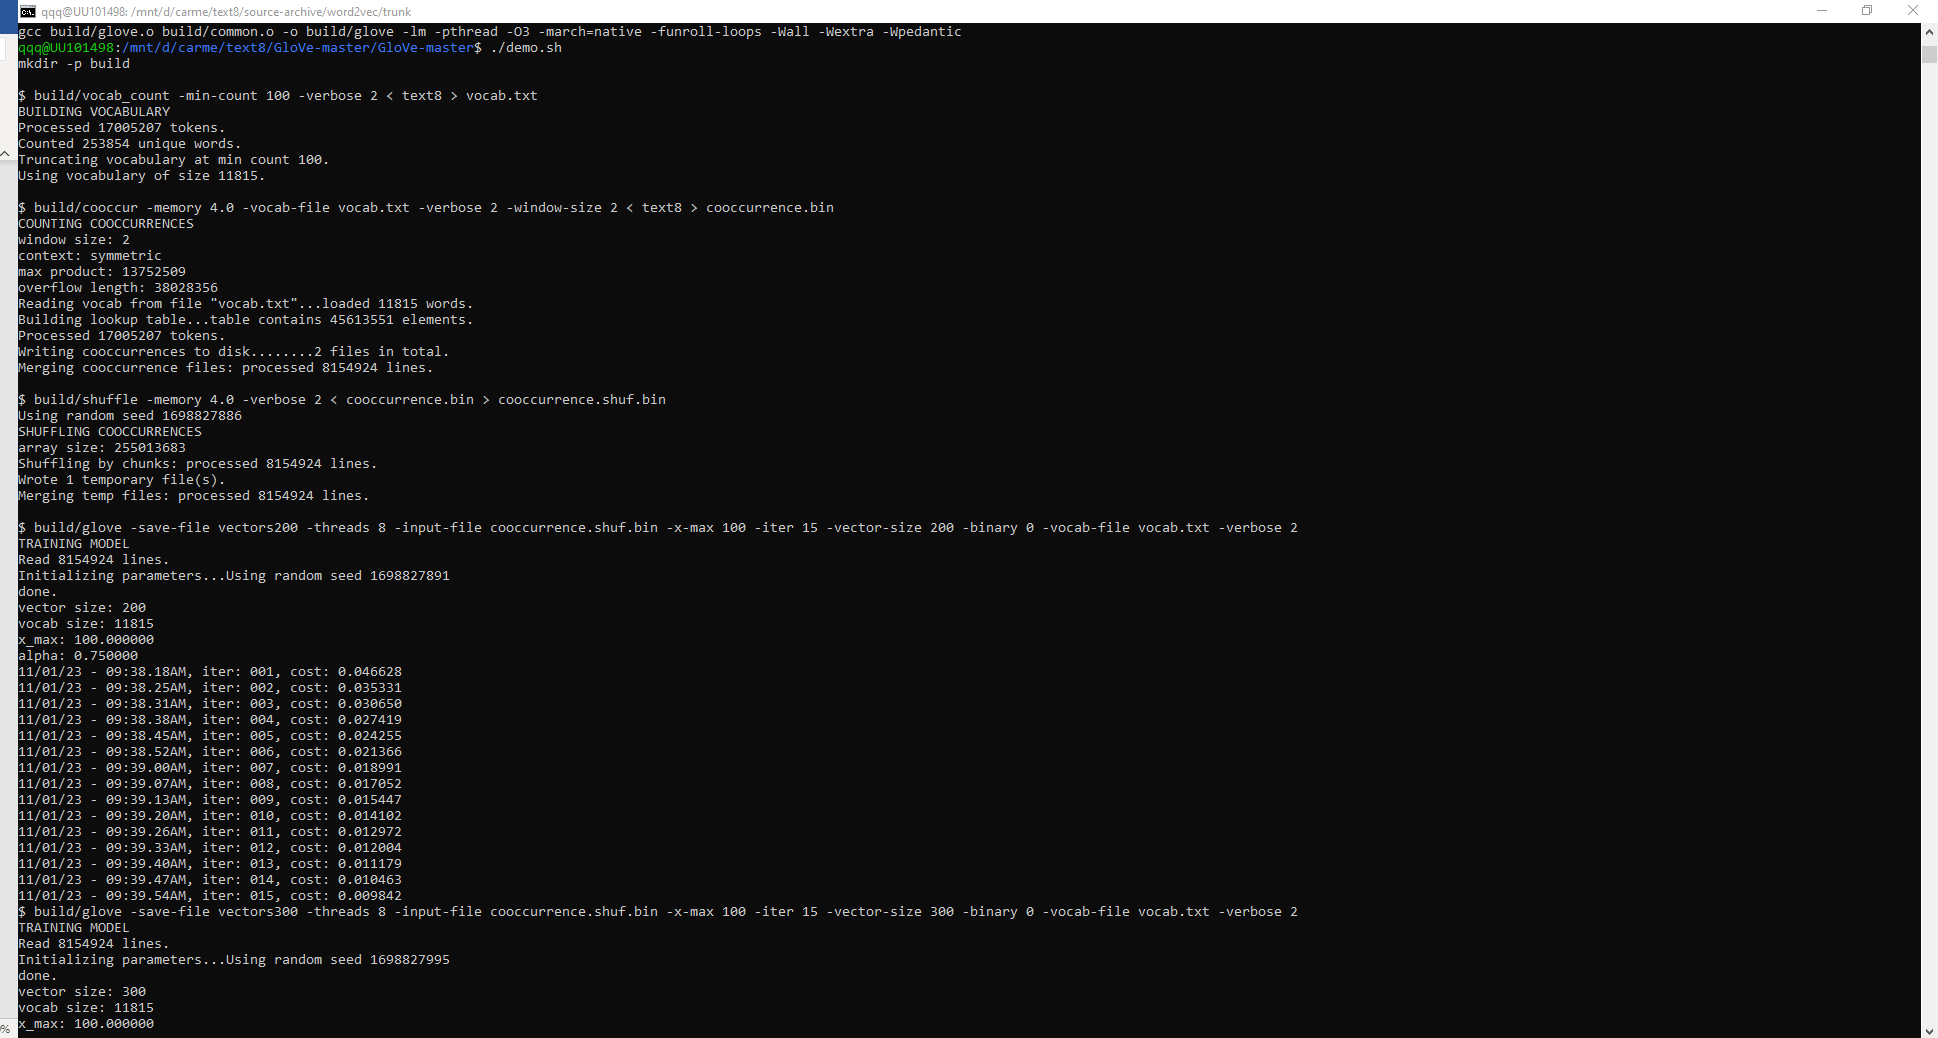 qqq@UU101498: /mnt/d/carme/text8/source-archive/word2vec/trunk
gcc build/glove.o build/common.o -o build/glove -lm -pthread -O3 -march=native -funroll-loops -Wall -Wextra -Wpedantic
qqq@UU101498:/mnt/d/carme/text8/GloVe-master/GloVe-master$ ./demo.sh
mkdir -p build
$ build/vocab_count -min-count 100 -verbose 2 < text8 > vocab.txt
BUILDING VOCABULARY
Processed 17005207 tokens.
Counted 253854 unique words.
Truncating vocabulary at min count 100.
Using vocabulary of size 11815.
$ build/cooccur -memory 4.0 -vocab-file vocab.txt -verbose 2 -window-size 2 < text8 > cooccurrence.bin
COUNTING COOCCURRENCES
window size: 2
context: symmetric
max product: 13752509
overflow length: 38028356
Reading vocab from file "vocab.txt"...loaded 11815 words.
Building lookup table...table contains 45613551 elements.
Processed 17005207 tokens.
Writing cooccurrences to disk........2 files in total.
Merging cooccurrence files: processed 8154924 lines.
$ build/shuffle -memory 4.0 -verbose 2 < cooccurrence.bin > cooccurrence.shuf.bin
Using random seed 1698827886
SHUFFLING COOCCURRENCES
array size: 255013683
Shuffling by chunks: processed 8154924 lines.
Wrote 1 temporary file(s).
Merging temp files: processed 8154924 lines.
$ build/glove -save-file vectors200 -threads 8 -input-file cooccurrence.shuf.bin -x-max 100 -iter 15 -vector-size 200 -binary 0 -vocab-file vocab.txt -verbose 2
TRAINING MODEL
Read 8154924 lines.
Initializing parameters...Using random seed 1698827891
done.
vector size: 200
vocab size: 11815
x_max: 100.000000
alpha: 0.750000
11/01/23 - 09:38.18AM, iter: 001, cost: 0.046628
11/01/23 - 09:38.25AM, iter: 002, cost: 0.035331
11/01/23 - 09:38.31AM, iter: 003, cost: 0.030650
11/01/23 - 09:38.38AM, iter: 004, cost: 0.027419
11/01/23 - 09:38.45AM, iter: 005, cost: 0.024255
11/01/23 - 09:38.52AM, iter: 006, cost: 0.021366
11/01/23 - 09:39.00AM, iter: 007, cost: 0.018991
11/01/23 - 09:39.07AM, iter: 008, cost: 0.017052
11/01/23 - 09:39.13AM, iter: 009, cost: 0.015447
11/01/23 - 09:39.20AM, iter: 010, cost: 0.014102
11/01/23 - 09:39.26AM, iter: 011, cost: 0.012972
11/01/23 - 09:39.33AM, iter: 012, cost: 0.012004
11/01/23 - 09:39.40AM, iter: 013, cost: 0.011179
11/01/23 - 09:39.47AM, iter: 014, cost: 0.010463
11/01/23 - 09:39.54AM, iter: 015, cost: 0.009842
$ build/glove -save-file vectors300 -threads 8 -input-file cooccurrence.shuf.bin -x-max 100 -iter 15 -vector-size 300 -binary 0 -vocab-file vocab.txt -verbose 2
TRAINING MODEL
Read 8154924 lines.
Initializing parameters...Using random seed 1698827995
done.
vector size: 300
vocab size: 11815
x_max: 100.000000